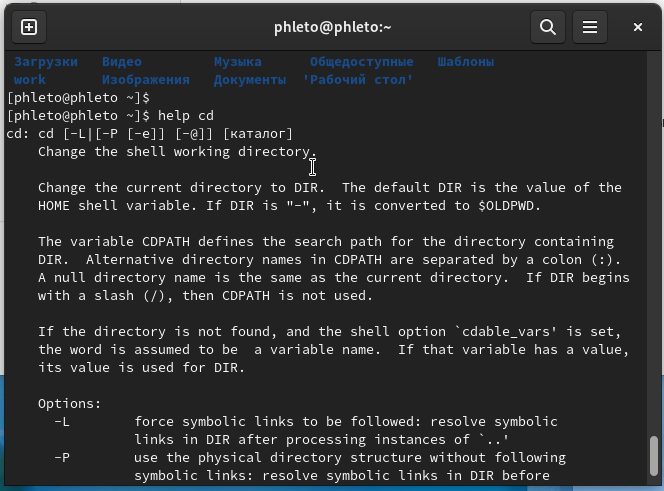 phleto@phleto:~
Загрузки Видео Музыка Общедоступные Шаблоны
work Изображения Документы 'Рабочий стол'
[phleto@phleto ~]$
[phleto@phleto ~]$ help cd
cd: cd [-L|[-P [-e]] [-@]] [каталог]
Change the shell working directory.
Change the current directory to DIR.  The default DIR is the value of the
HOME shell variable. If DIR is "-", it is converted to $OLDPWD.
The variable CDPATH defines the search path for the directory containing
DIR.  Alternative directory names in CDPATH are separated by a colon (:).
A null directory name is the same as the current directory.  If DIR begins
with a slash (/), then CDPATH is not used.
If the directory is not found, and the shell option `cdable_vars' is set,
the word is assumed to be  a variable name.  If that variable has a value,
its value is used for DIR.
Options:
-L        force symbolic links to be followed: resolve symbolic
links in DIR after processing instances of `..'
-P        use the physical directory structure without following
symbolic links: resolve symbolic links in DIR before